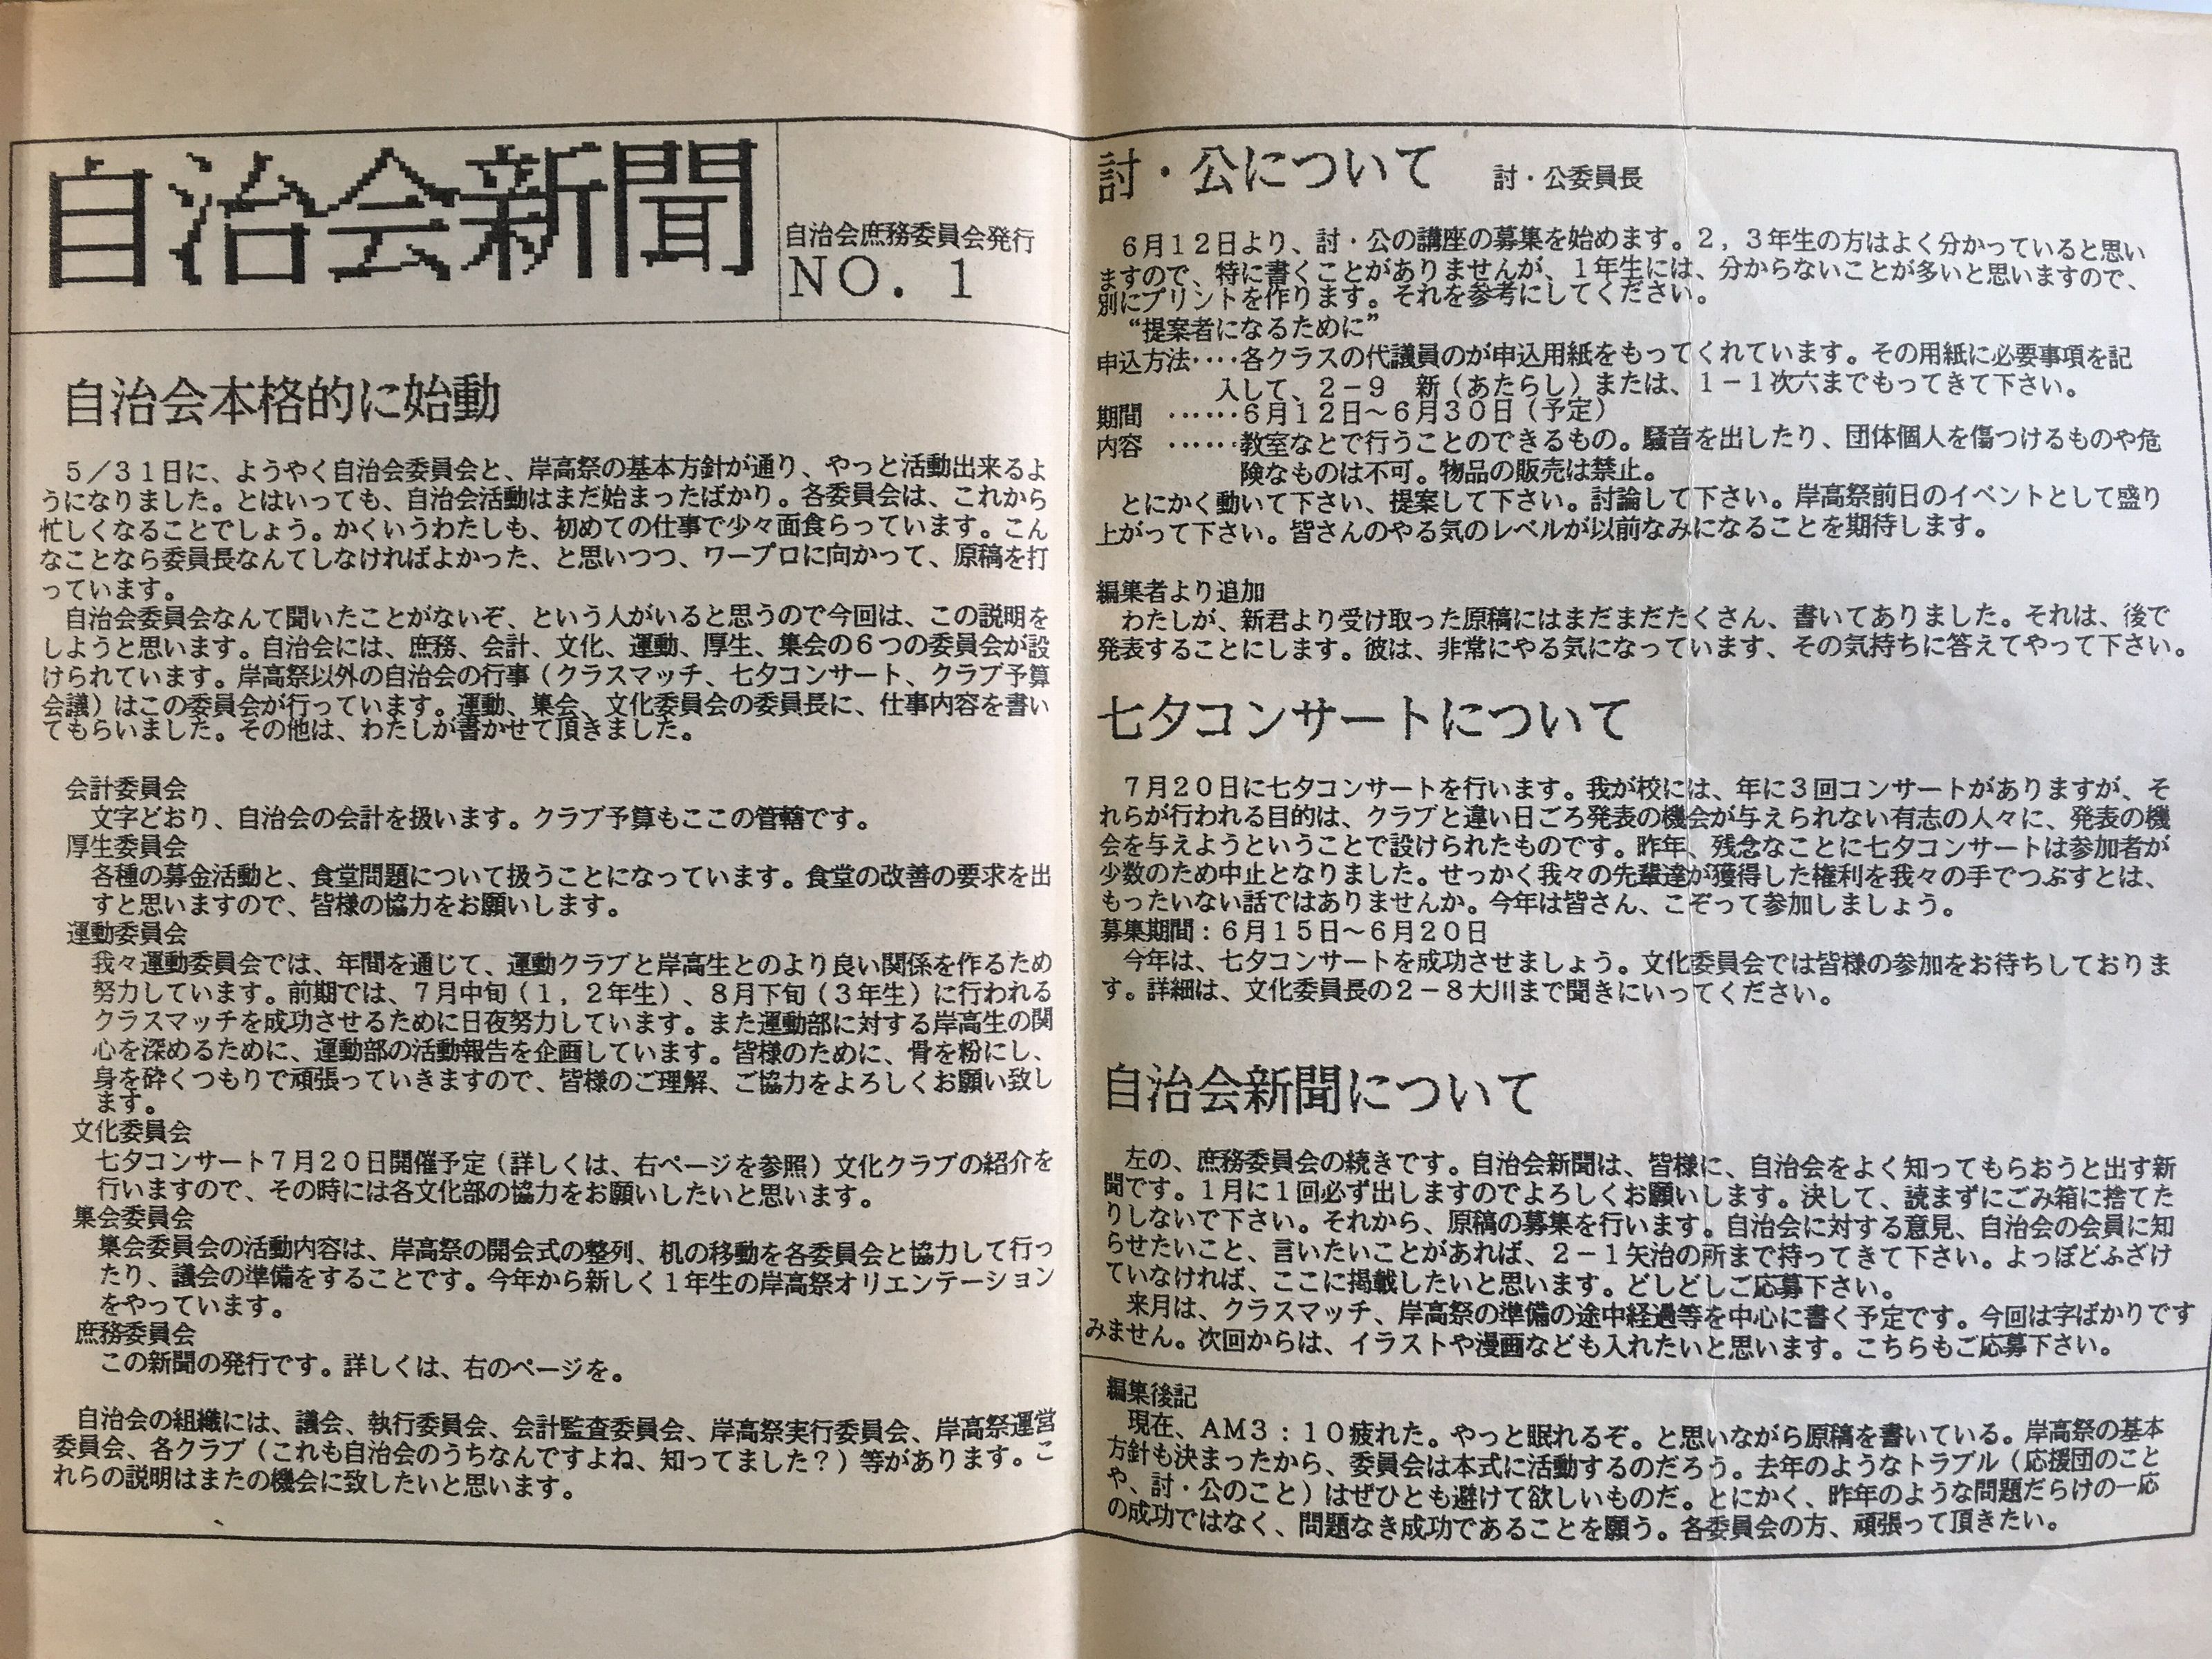 自治会新聞
自治会庶務委員会発行
NO.1
自治会本格的に始動
5/31日に、ようやく自治会委員会と、岸高祭の基本方針が通り、やっと活動出来るよ
うになりました。とはいっても、自治会活動はまだ始まったばかり。各委員会は、これから
忙しくなることでしょう。かくいうわたしも、初めての仕事で少々面食らっています。こん
なことなら委員長なんてしなければよかった、と思いつつ、ワープロに向かって、原稿を打
っています。
自治会委員会なんて聞いたことがないぞ、という人がいると思うので今回は、この説明を
しようと思います。自治会には、庶務、会計、文化、運動、厚生、集会の6つの委員会が設
けられています。岸高祭以外の自治会の行事(クラスマッチ、七夕コンサート、クラブ予算
会議)はこの委員会が行っています。運動、集会、文化委員会の委員長に、仕事内容を書い
てもらいました。その他は、わたしが書かせて頂きました。
会計委員会
文字どおり、自治会の会計を扱います。クラブ予算もここの管轄です。
厚生委員会
各種の募金活動と、食堂問題について扱うことになっています。食堂の改善の要求を出
すと思いますので、皆様の協力をお願いします。
運動委員会
我々運動委員会では、年間を通じて、運動クラブと岸高生とのより良い関係を作るため
努力しています。前期では、7月中旬(1,2年生)、8月下旬(3年生)に行われる
クラスマッチを成功させるために日夜努力しています。また運動部に対する岸高生の関
心を深めるために、運動部の活動報告を企画しています。皆様のために、骨を粉にし、
身を砕くつもりで頑張っていきますので、皆様のご理解、ご協力をよろしくお願い致し
ます。
文化委員会
七夕コンサート7月20日開催予定(詳しくは、右ページを参照)文化クラブの紹介を
行いますので、その時には各文化部の協力をお願いしたいと思います。
集会委員会
集会委員会の活動内容は、岸高祭の開会式の整列、机の移動を各委員会と協力して行っ
たり、議会の準備をすることです。今年から新しく1年生の岸高祭オリエンテーション
をやっています。
庶務委員会
この新聞の発行です。詳しくは、右のページを。
自治会の組織には、議会、執行委員会、会計監査委員会、岸高祭実行委員会、岸高祭運営
委員会、各クラブ(これも自治会のうちなんですよね、知ってました?)等があります。こ
れらの説明はまたの機会に致したいと思います。
討・公について 討・公委員長
6月12日より、討・公の講座の募集を始めます。2,3年生の方はよく分かっていると思い
ますので、特に書くことがありませんが、1年生には、分からないことが多いと思いますので、
別にプリントを作ります。それを参考にしてください。
“提案者になるために”
申込方法‥‥各クラスの代議員のが申込用紙をもってくれています。その用紙に必要事項を記
入して、2-9 新(あたらし)または、1-1次六までもってきて下さい。
期間 ……6月12日~6月30日(予定)
内容 ……教室などで行うことのできるもの。騒音を出したり、団体個人を傷つけるものや危
険なものは不可。物品の販売は禁止。
とにかく動いて下さい、提案して下さい。討論して下さい。岸高祭前日のイベントとして盛り
上がって下さい。皆さんのやる気のレベルが以前なみになることを期待します。
編集者より追加
わたしが、新君より受け取った原稿にはまだまだたくさん、書いてありました。それは、後で
発表することにします。彼は、非常にやる気になっています、その気持ちに答えてやって下さい。
七夕コンサートについて
7月20日に七夕コンサートを行います。我が校には、年に3回コンサートがありますが、そ
れらが行われる目的は、クラブと違い日ごろ発表の機会が与えられない有志の人々に、発表の機
会を与えようということで設けられたものです。昨年、残念なことに七夕コンサートは参加者が
少数のため中止となりました。せっかく我々の先輩達が獲得した権利を我々の手でつぶすとは、
もったいない話ではありませんか。今年は皆さん、こぞって参加しましょう。
募集期間:6月15日~6月20日
今年は、七夕コンサートを成功させましょう。文化委員会では皆様の参加をお待ちしておりま
す。詳細は、文化委員長の2-8大川まで聞きにいってください。
自治会新聞について
左の、庶務委員会の続きです。自治会新聞は、皆様に、自治会をよく知ってもらおうと出す新
聞です。1月に1回必ず出しますのでよろしくお願いします。決して、読まずにごみ箱に捨てた
りしないで下さい。それから、原稿の募集を行います。自治会に対する意見、自治会の会員に知
らせたいこと、言いたいことがあれば、2-1矢治の所まで持ってきて下さい。よっぽどふざけ
ていなければ、ここに掲載したいと思います。どしどしご応募下さい。
来月は、クラスマッチ、岸高祭の準備の途中経過等を中心に書く予定です。今回は字ばかりです
みません。次回からは、イラストや漫画なども入れたいと思います。こちらもご応募下さい。
編集後記
現在、AM3:10疲れた。やっと眠れるぞ。と思いながら原稿を書いている。岸高祭の基本
方針も決まったから、委員会は本式に活動するのだろう。去年のようなトラブル(応援団のこと
や、討・公のこと)はぜひとも避けて欲しいものだ。とにかく、昨年のような問題だらけの一応
の成功ではなく、問題なき成功であることを願う。各委員会の方、頑張って頂きたい。